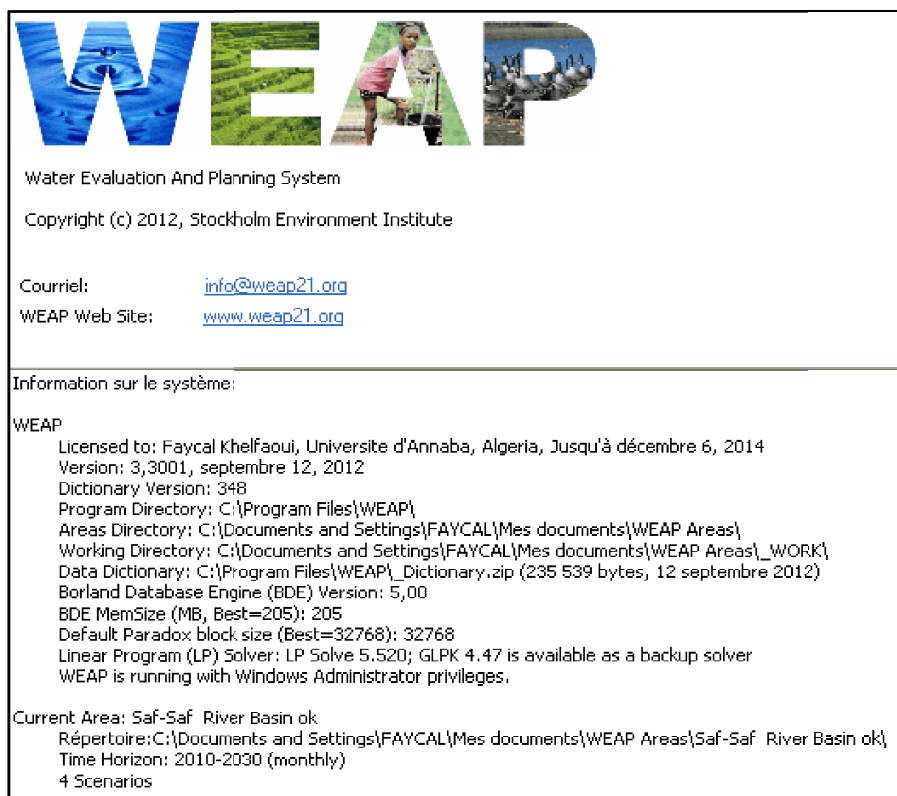 WEAP
Water Evaluation And Planning System
Copyright (c) 2012, Stockholm Environment Institute
Courriel: info@weap21.org
WEAP Web Site: www.weap21.org
Information sur le système:
WEAP
Licensed to: Faycal Khelfaoui, Universite d'Annaba, Algeria, Jusqu'à décembre 6, 2014
Version: 3,3001, septembre 12, 2012
Dictionary Version: 348
Program Directory: C:\Program Files\WEAP\
Areas Directory: C:\Documents and Settings\FAYCAL\Mes documents\WEAP Areas\
Working Directory: C:\Documents and Settings\FAYCAL\Mes documents\WEAP Areas\_WORK\
Data Dictionary: C:\Program Files\WEAP\_Dictionary.zip (235 539 bytes, 12 septembre 2012)
Borland Database Engine (BDE) Version: 5,00
BDE MemSize (MB, Best=205): 205
Default Paradox block size (Best=32768): 32768
Linear Program (LP) Solver: LP Solve 5.520; GLPK 4.47 is available as a backup solver
WEAP is running with Windows Administrator privileges.
Current Area: Saf-Saf  River Basin ok
Répertoire:C:\Documents and Settings\FAYCAL\Mes documents\WEAP Areas\Saf-Saf  River Basin ok\
Time Horizon: 2010-2030 (monthly)
4 Scenarios